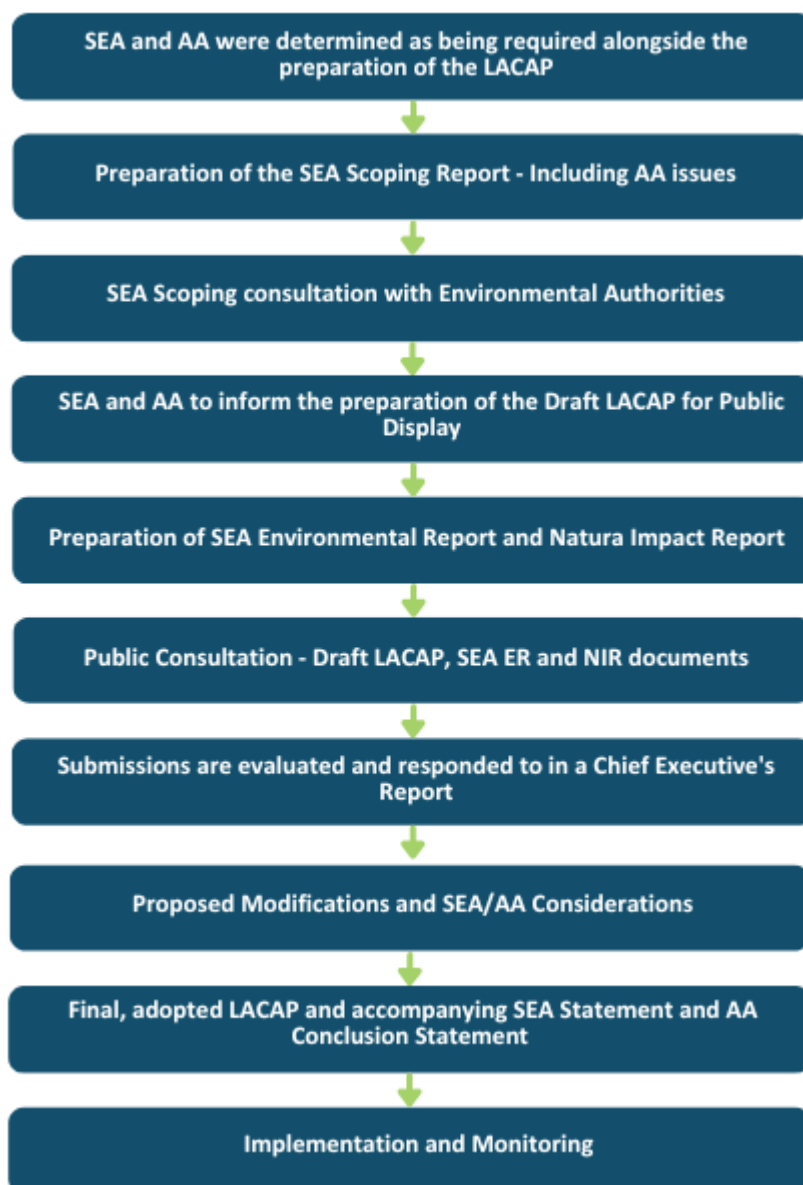 SEA and AA were determined as being required alongside the
preparation of the LACAP
Preparation of the SEA Scoping Report - Including AA issues
SEA Scoping consultation with Environmental Authorities
SEA and AA to inform the preparation of the Draft LACAP for Public
Display
Preparation of SEA Environmental Report and Natura Impact Report
Public Consultation - Draft LACAP, SEA ER and NIR documents
Submissions are evaluated and responded to in a Chief Executive's
Report
Proposed Modifications and SEA/AA Considerations
Final, adopted LACAP and accompanying SEA Statement and AA
Conclusion Statement
Implementation and Monitoring